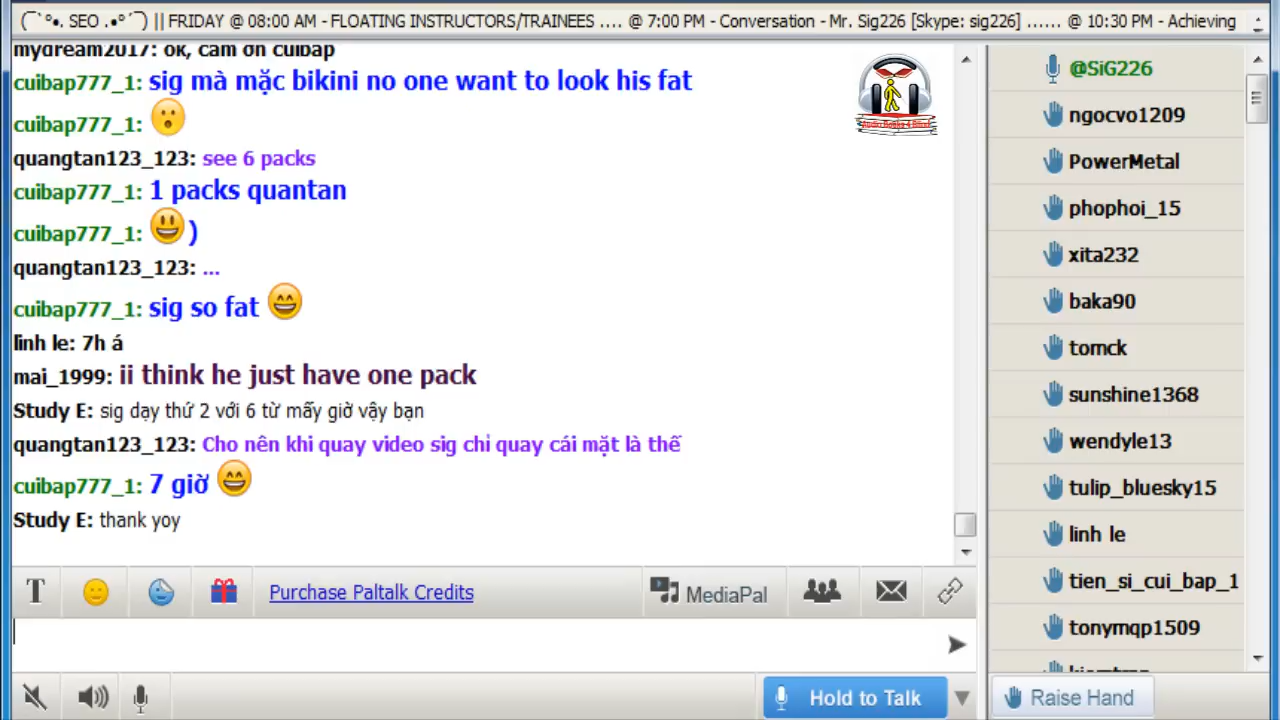 (¯`°•. SEO .•°´¯) || FRIDAY @ 08:00 AM - FLOATING INSTRUCTORS/TRAINEES .... @ 7:00 PM - Conversation - Mr. Sig226 [Skype: sig226] ...... @ 10:30 PM - Achieving
mydream2017: ok, cảm ơn cuibap
cuibap777_1: sig mà mặc bikini no one want to look his fat
cuibap777_1:
quangtan123_123: see 6 packs
cuibap777_1: 1 packs quantan
cuibap777_1: )
quangtan123_123: ...
cuibap777_1: sig so fat
linh le: 7h á
mai_1999: ii think he just have one pack
Study E: sig dạy thứ 2 với 6 từ mấy giờ vậy bạn
quangtan123_123: Cho nên khi quay video sig chỉ quay cái mặt là thế
cuibap777_1: 7 giờ
Study E: thank yoy
T
Purchase Paltalk Credits
MediaPal
Hold to Talk
@SiG226
ngocvo1209
PowerMetal
phophoi_15
xita232
baka90
tomck
sunshine1368
wendyle13
tulip_bluesky15
linh le
tien_si_cui_bap_1
tonymqp1509
Raise Hand